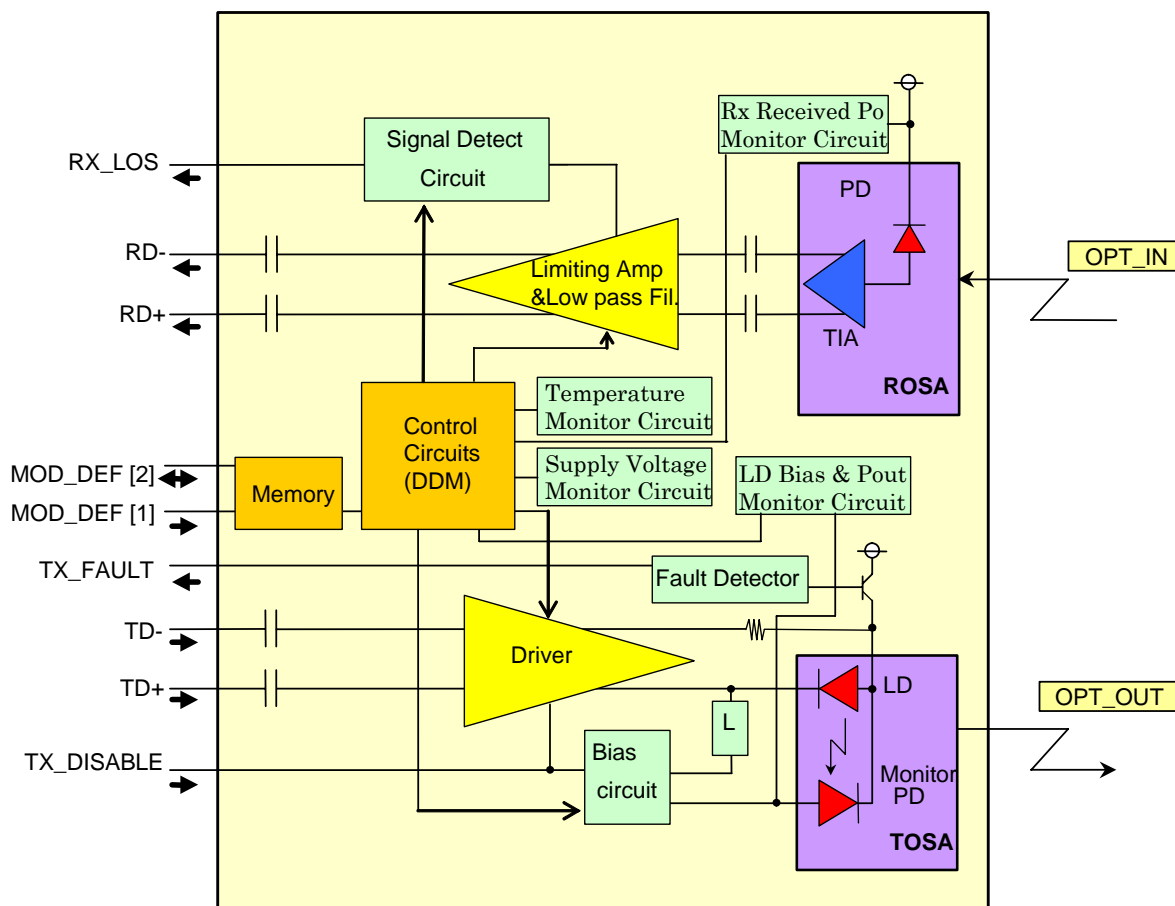 Rx Received Po
Monitor Circuit
Signal Detect
Circuit
RX_LOS
PD
RD-
OPT_IN
Limiting Amp
&Low pass Fil.
RD+
TIA
ROSA
Temperature
Monitor Circuit
Control
Circuits
(DDM)
MOD_DEF [2]
Supply Voltage
Monitor Circuit
LD Bias & Pout
Monitor Circuit
Memory
MOD_DEF [1]
TX_FAULT
Fault Detector
TD-
Driver
TD+
LD
OPT_OUT
L
TX_DISABLE
Bias
circuit
Monitor
PD
TOSA